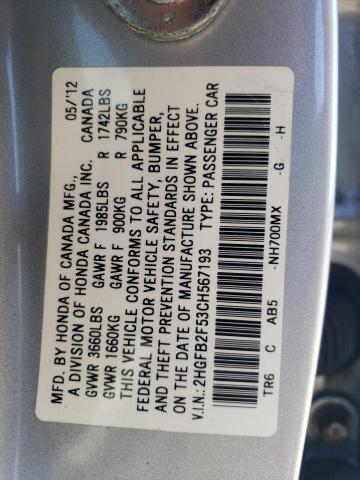 MFD. BY HONDA OF CANADA MFG., 05/'12
A DIVISION OF HONDA CANADA INC. CANADA
GVWR 3660LBS GAWR F 1985LBS R 1742LBS
GVWR 1660KG GAWR F 900KG R 790KG
THIS VEHICLE CONFORMS TO ALL APPLICABLE
FEDERAL MOTOR VEHICLE SAFETY, BUMPER,
AND THEFT PREVENTION STANDARDS IN EFFECT
ON THE DATE OF MANUFACTURE SHOWN ABOVE.
V.I.N.: 2HGFB2F53CH567193 TYPE: PASSENGER CAR
TR6 C AB5 -NH700MX -G -H